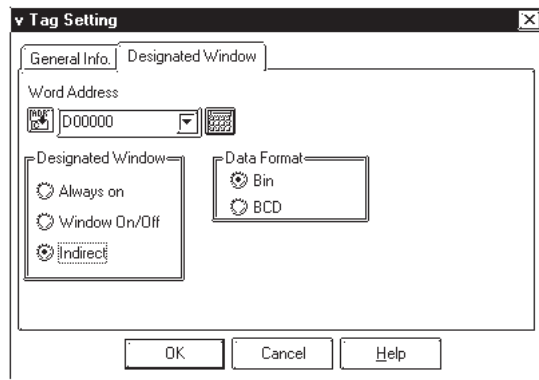 v Tag Setting
General Info. Designated Window
Word Address
D00000
Designated Window Data Format
Always on Bin
Window On/Off BCD
Indirect
OK Cancel Help